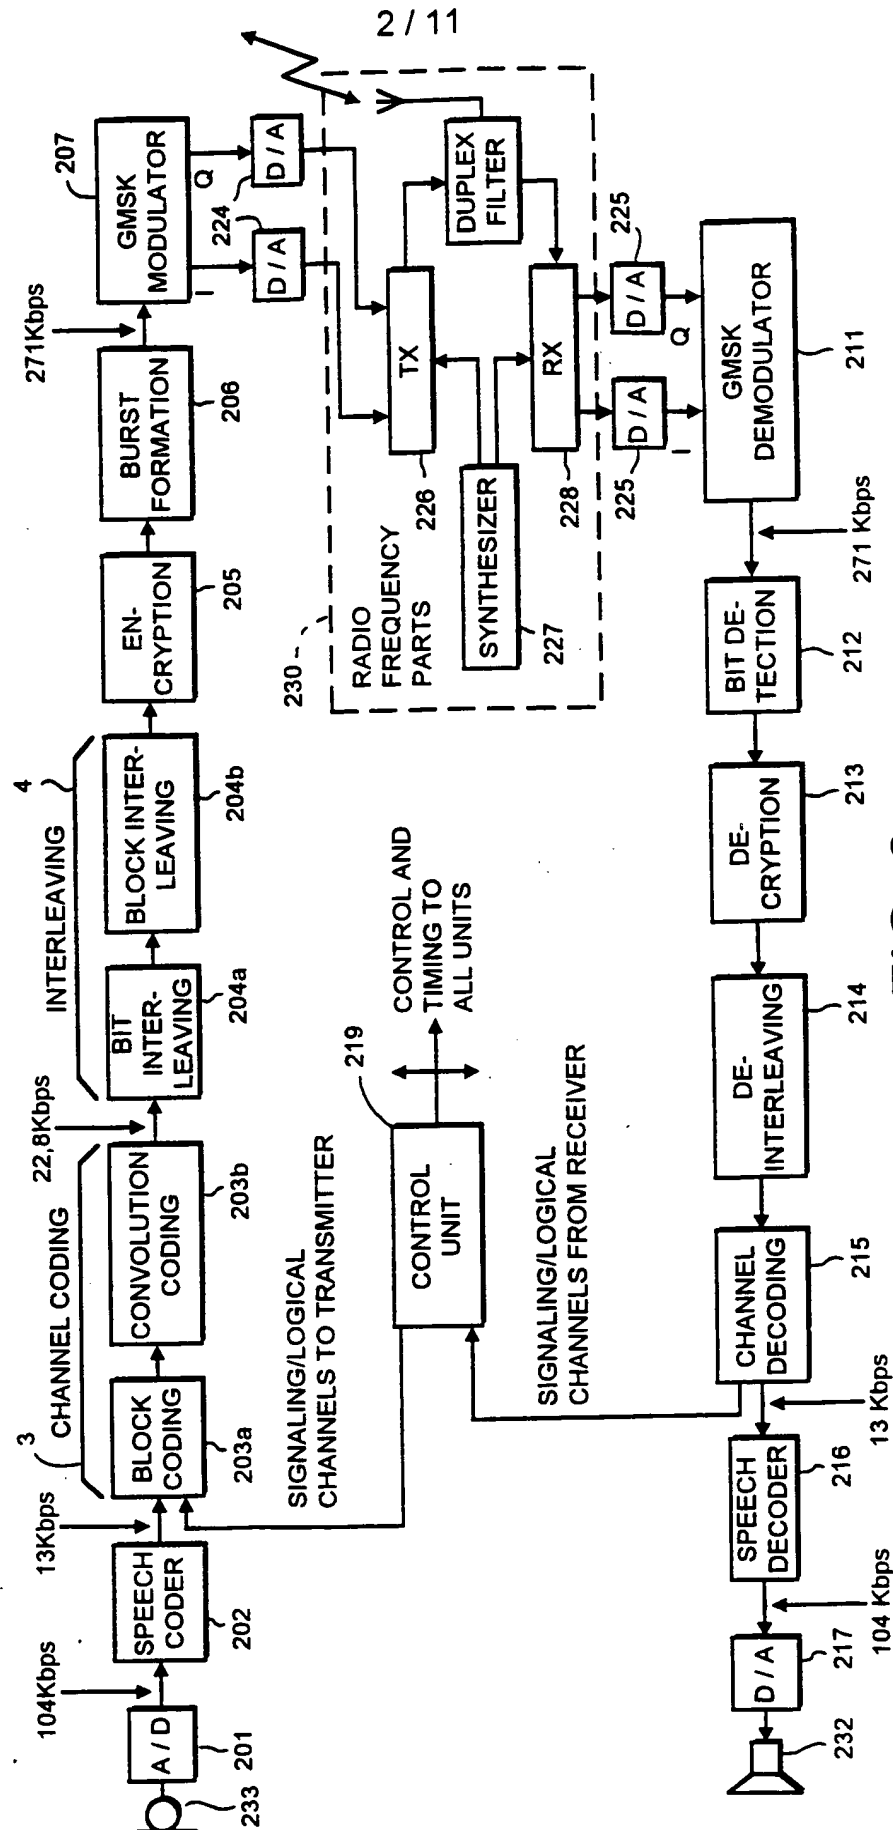 2 / 11
233
A / D
201
104Kbps
SPEECH
CODER
202
13Kbps
3
CHANNEL CODING
BLOCK
CODING
203a
CONVOLUTION
CODING
203b
22,8Kbps
INTERLEAVING
4
BIT
INTER-
LEAVING
204a
BLOCK INTER-
LEAVING
204b
EN-
CRYPTION
205
BURST
FORMATION
206
271Kbps
GMSK
MODULATOR
207
I
Q
224
D / A
D / A
230
RADIO
FREQUENCY
PARTS
TX
226
DUPLEX
FILTER
SYNTHESIZER
227
RX
228
SIGNALING/LOGICAL
CHANNELS TO TRANSMITTER
CONTROL
UNIT
219
CONTROL AND
TIMING TO
ALL UNITS
SIGNALING/LOGICAL
CHANNELS FROM RECEIVER
225
D / A
225
D / A
I
Q
GMSK
DEMODULATOR
211
271 Kbps
BIT DE-
TECTION
212
DE-
CRYPTION
213
DE-
INTERLEAVING
214
CHANNEL
DECODING
215
13 Kbps
SPEECH
DECODER
216
104 Kbps
D / A
217
232